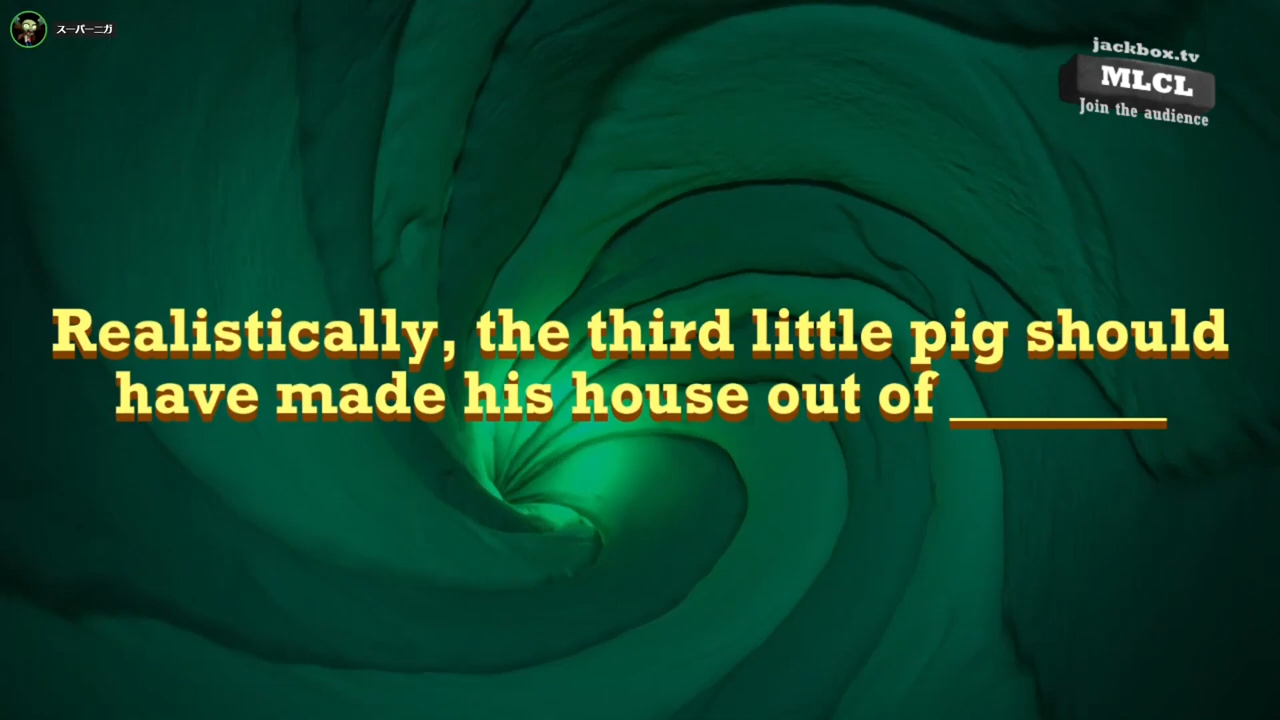 スーパーニガ
jackbox.tv
MLCL
Join the audience
Realistically, the third little pig should
have made his house out of ________